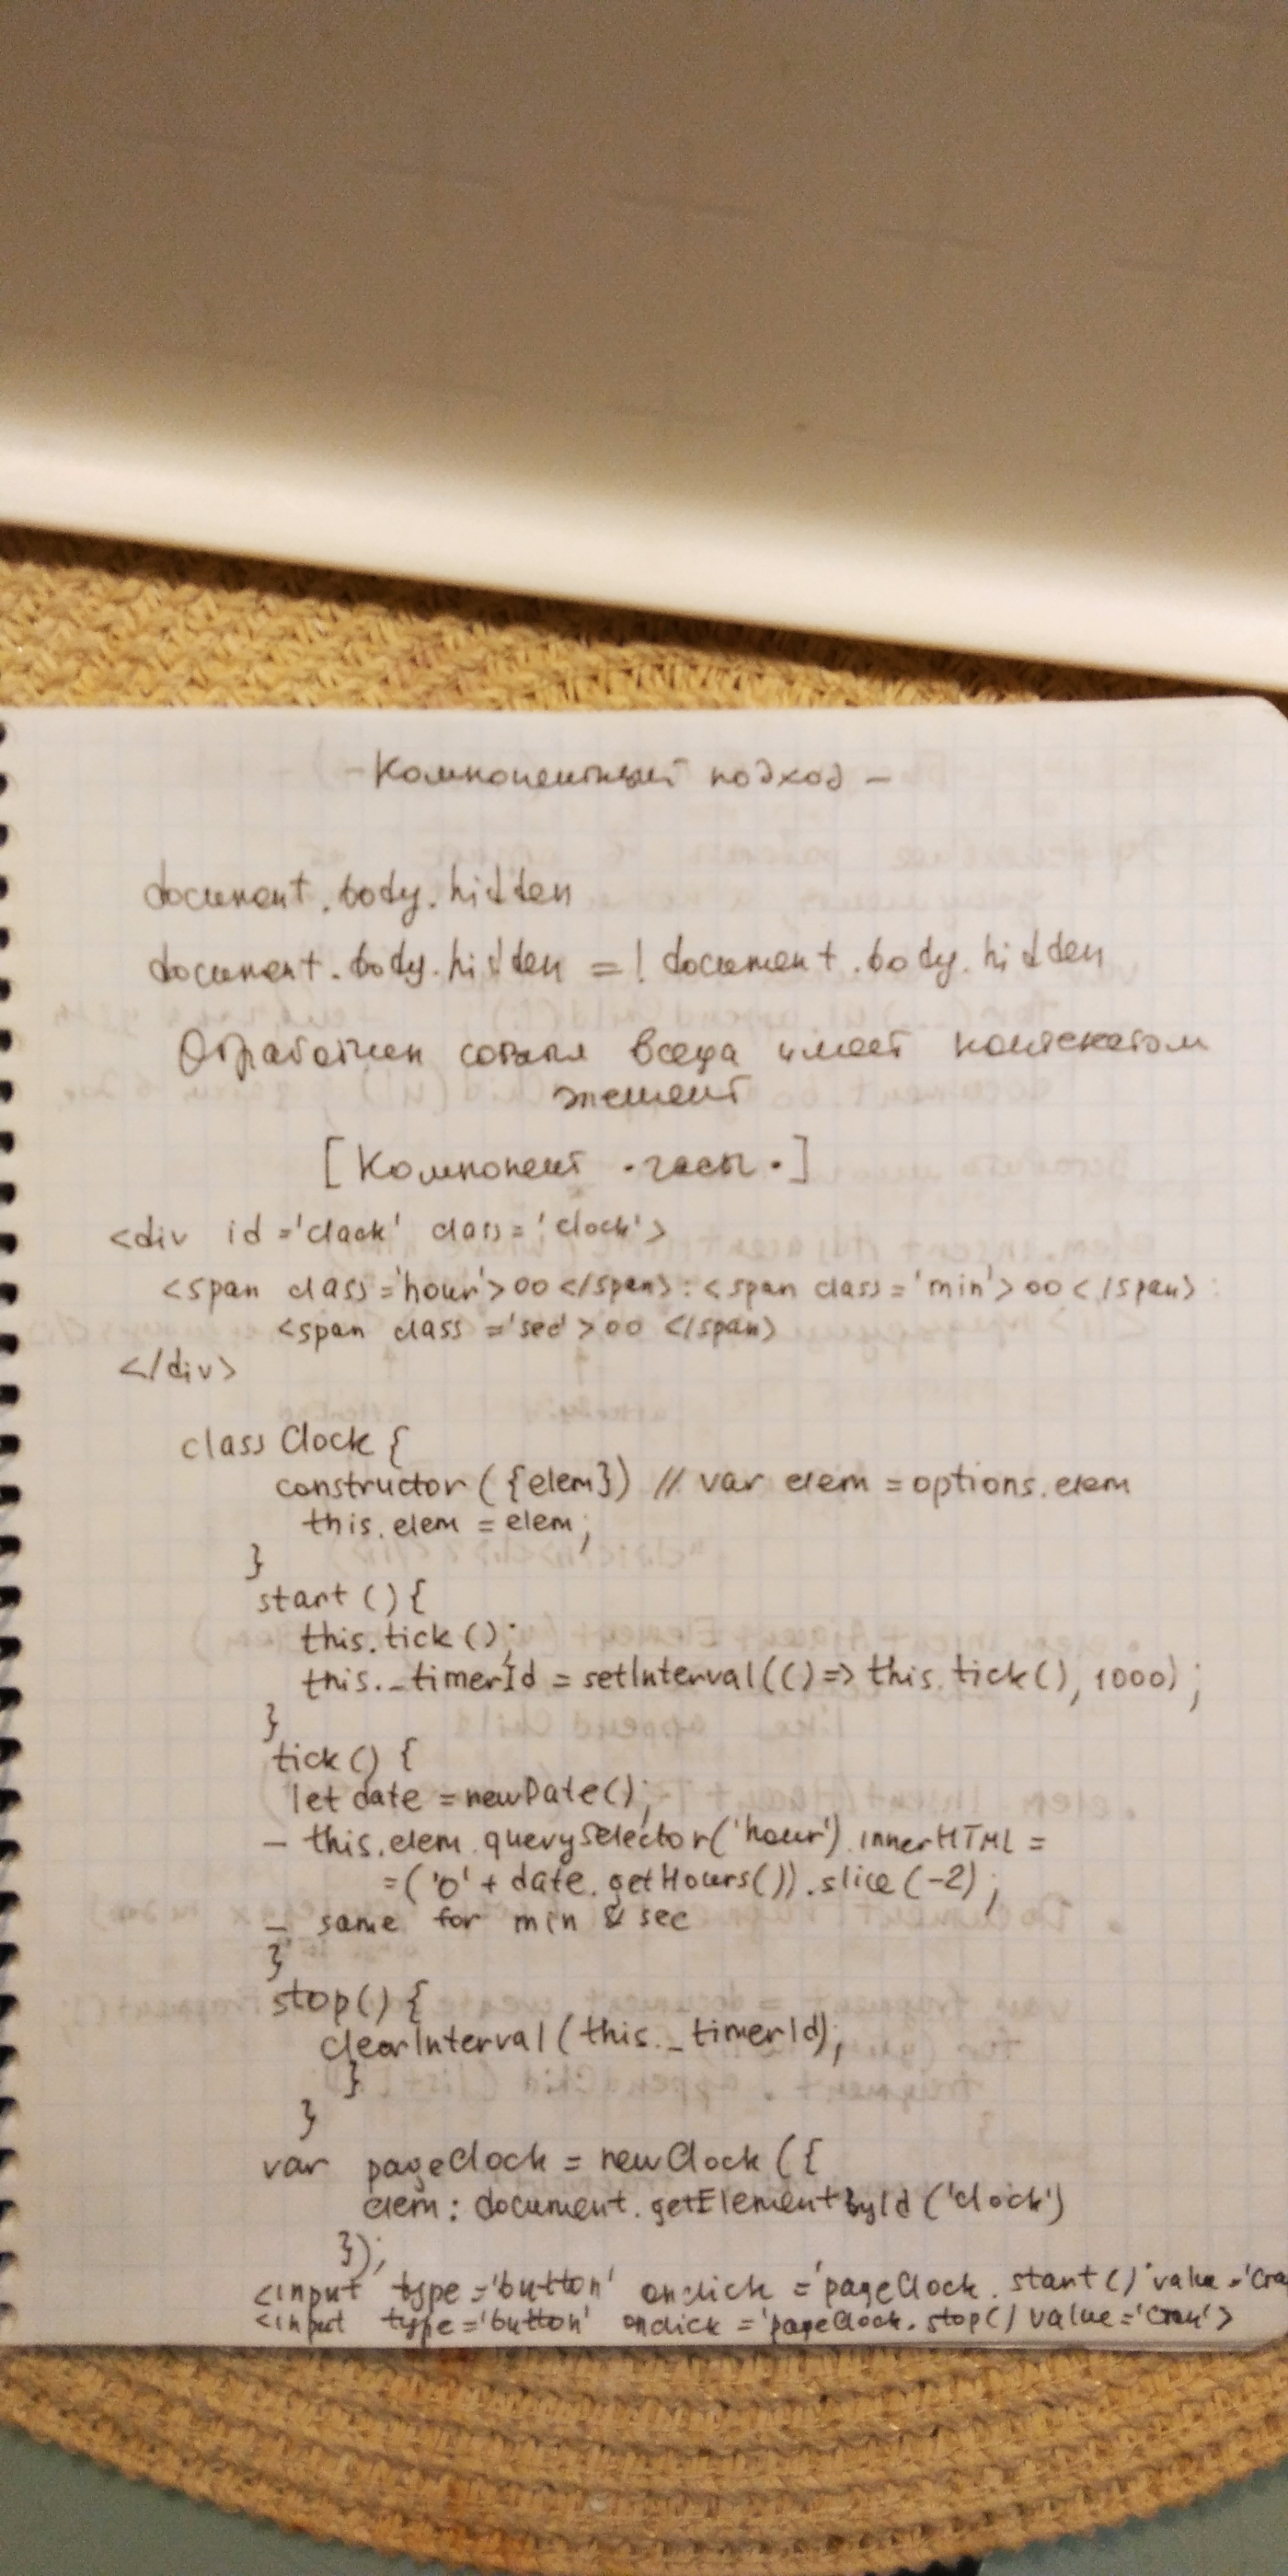 - Компонентный подход -
document.body.hidden
document.body.hidden = ! document.body.hidden
Обработчик события всегда имеет контекстом
элемент
[ Компонент · часы · ]
<div id='clock' class='clock'>
<span class='hour'>00</span>:<span class='min'>00</span>:
<span class='sec'>00 </span>
</div>
class Clock {
constructor ({elem}) // var elem = options.elem
this.elem = elem;
}
start () {
this.tick ();
this._timerId = setInterval(() => this.tick(), 1000);
}
tick () {
let date = new Date();
- this.elem.querySelector('hour').innerHTML =
=('0' + date.getHours()).slice(-2);
- same for min & sec
}
stop() {
clearInterval(this._timerId);
}
}
var pageClock = new Clock ({
elem: document.getElementById('clock')
});
<input type='button' onclick='pageClock.start()' value='Ста
<input type='button' onclick='pageClock.stop() value='Стоп'>